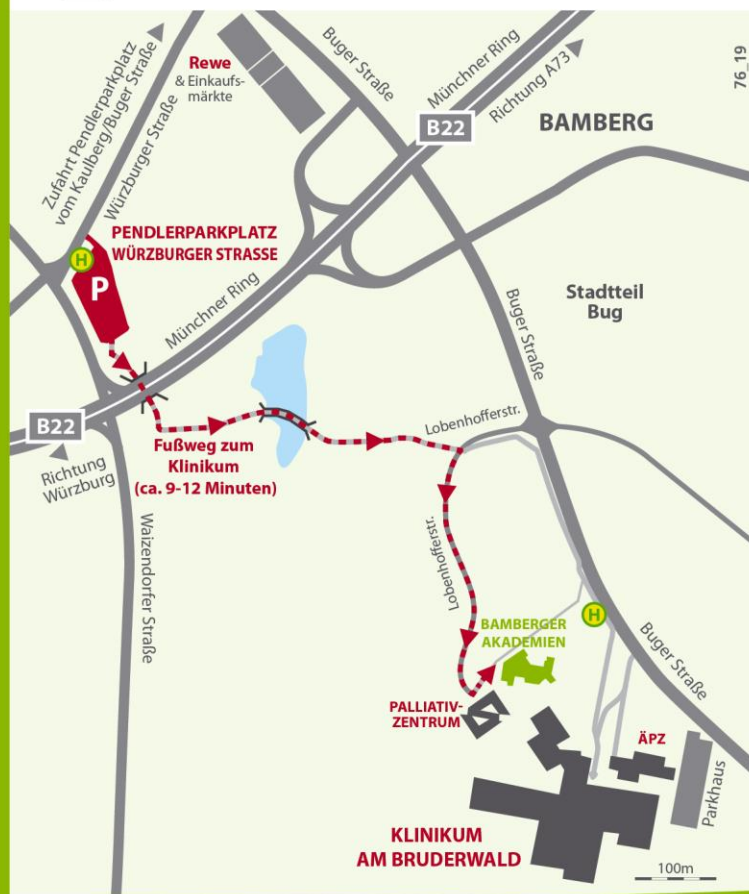 Zufahrt Pendlerparkplatz
vom Kaulberg/Buger Straße
Würzburger Straße
Rewe
& Einkaufs-
märkte
Buger Straße
Münchner Ring
Richtung A73
76_19
B22
BAMBERG
PENDLERPARKPLATZ
WÜRZBURGER STRASSE
H
P
Münchner Ring
Stadtteil
Bug
Buger Straße
B22
Richtung
Würzburg
Fußweg zum
Klinikum
(ca. 9-12 Minuten)
Lobenhofferstr.
Waizendorfer Straße
Lobenhofferstr.
H
BAMBERGER
AKADEMIEN
Buger Straße
PALLIATIV-
ZENTRUM
ÄPZ
Parkhaus
KLINIKUM
AM BRUDERWALD
100m